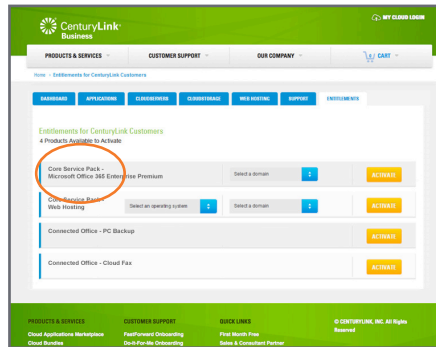 CenturyLink®
Business
MY CLOUD LOGIN
PRODUCTS & SERVICES
CUSTOMER SUPPORT
OUR COMPANY
CART
Home > Entitlements for CenturyLink Customers
DASHBOARD
APPLICATIONS
CLOUDSERVERS
CLOUDSTORAGE
WEB HOSTING
SUPPORT
ENTITLEMENTS
Entitlements for CenturyLink Customers
4 Products Available to Activate
Core Service Pack -
Microsoft Office 365 Enterprise Premium
Select a domain
ACTIVATE
Core Service Pack -
Web Hosting
Select an operating system
Select a domain
ACTIVATE
Connected Office - PC Backup
ACTIVATE
Connected Office - Cloud Fax
ACTIVATE
PRODUCTS & SERVICES
Cloud Applications Marketplace
Cloud Bundles
CUSTOMER SUPPORT
FastForward Onboarding
Do-It-For-Me Onboarding
QUICK LINKS
First Month Free
Sales & Consultant Partner
© CENTURYLINK, INC. All Rights
Reserved